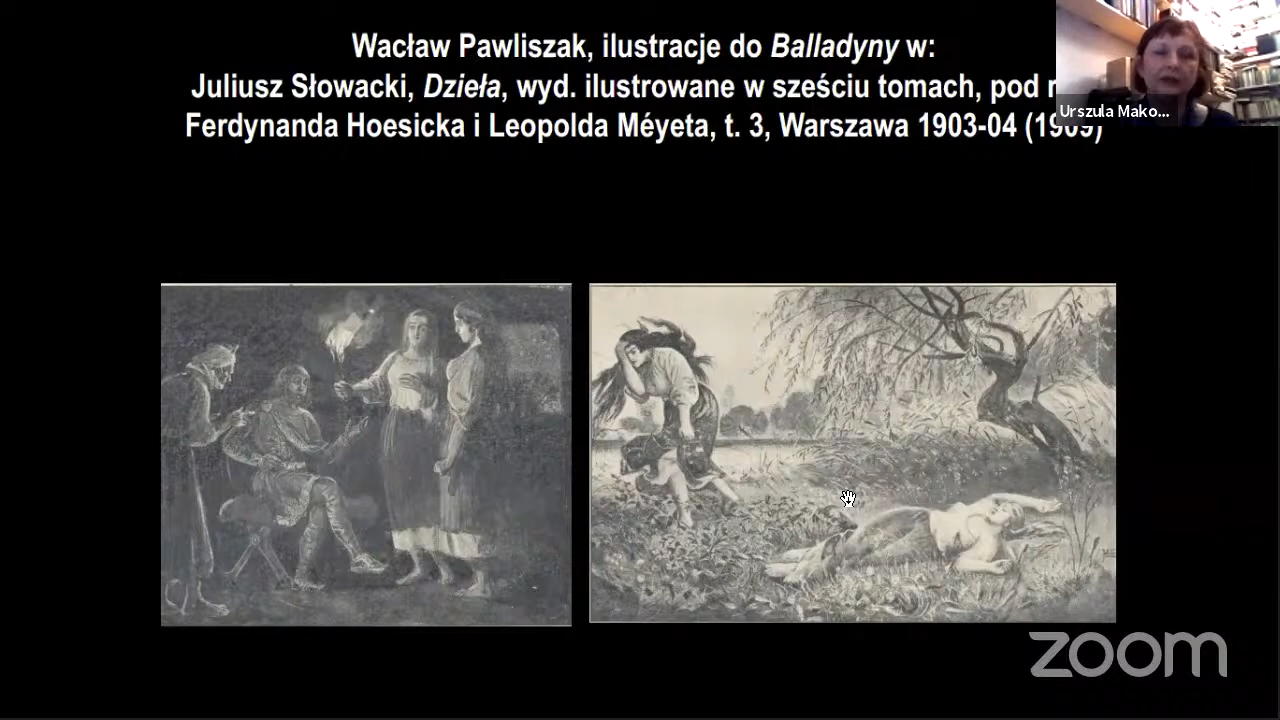 Wacław Pawliszak, ilustracje do Balladyny w:
Juliusz Słowacki, Dzieła, wyd. ilustrowane w sześciu tomach, pod
Ferdynanda Hoesicka i Leopolda Méyeta, t. 3, Warszawa 1903-04 (1909)
Urszula Mako...
zoom